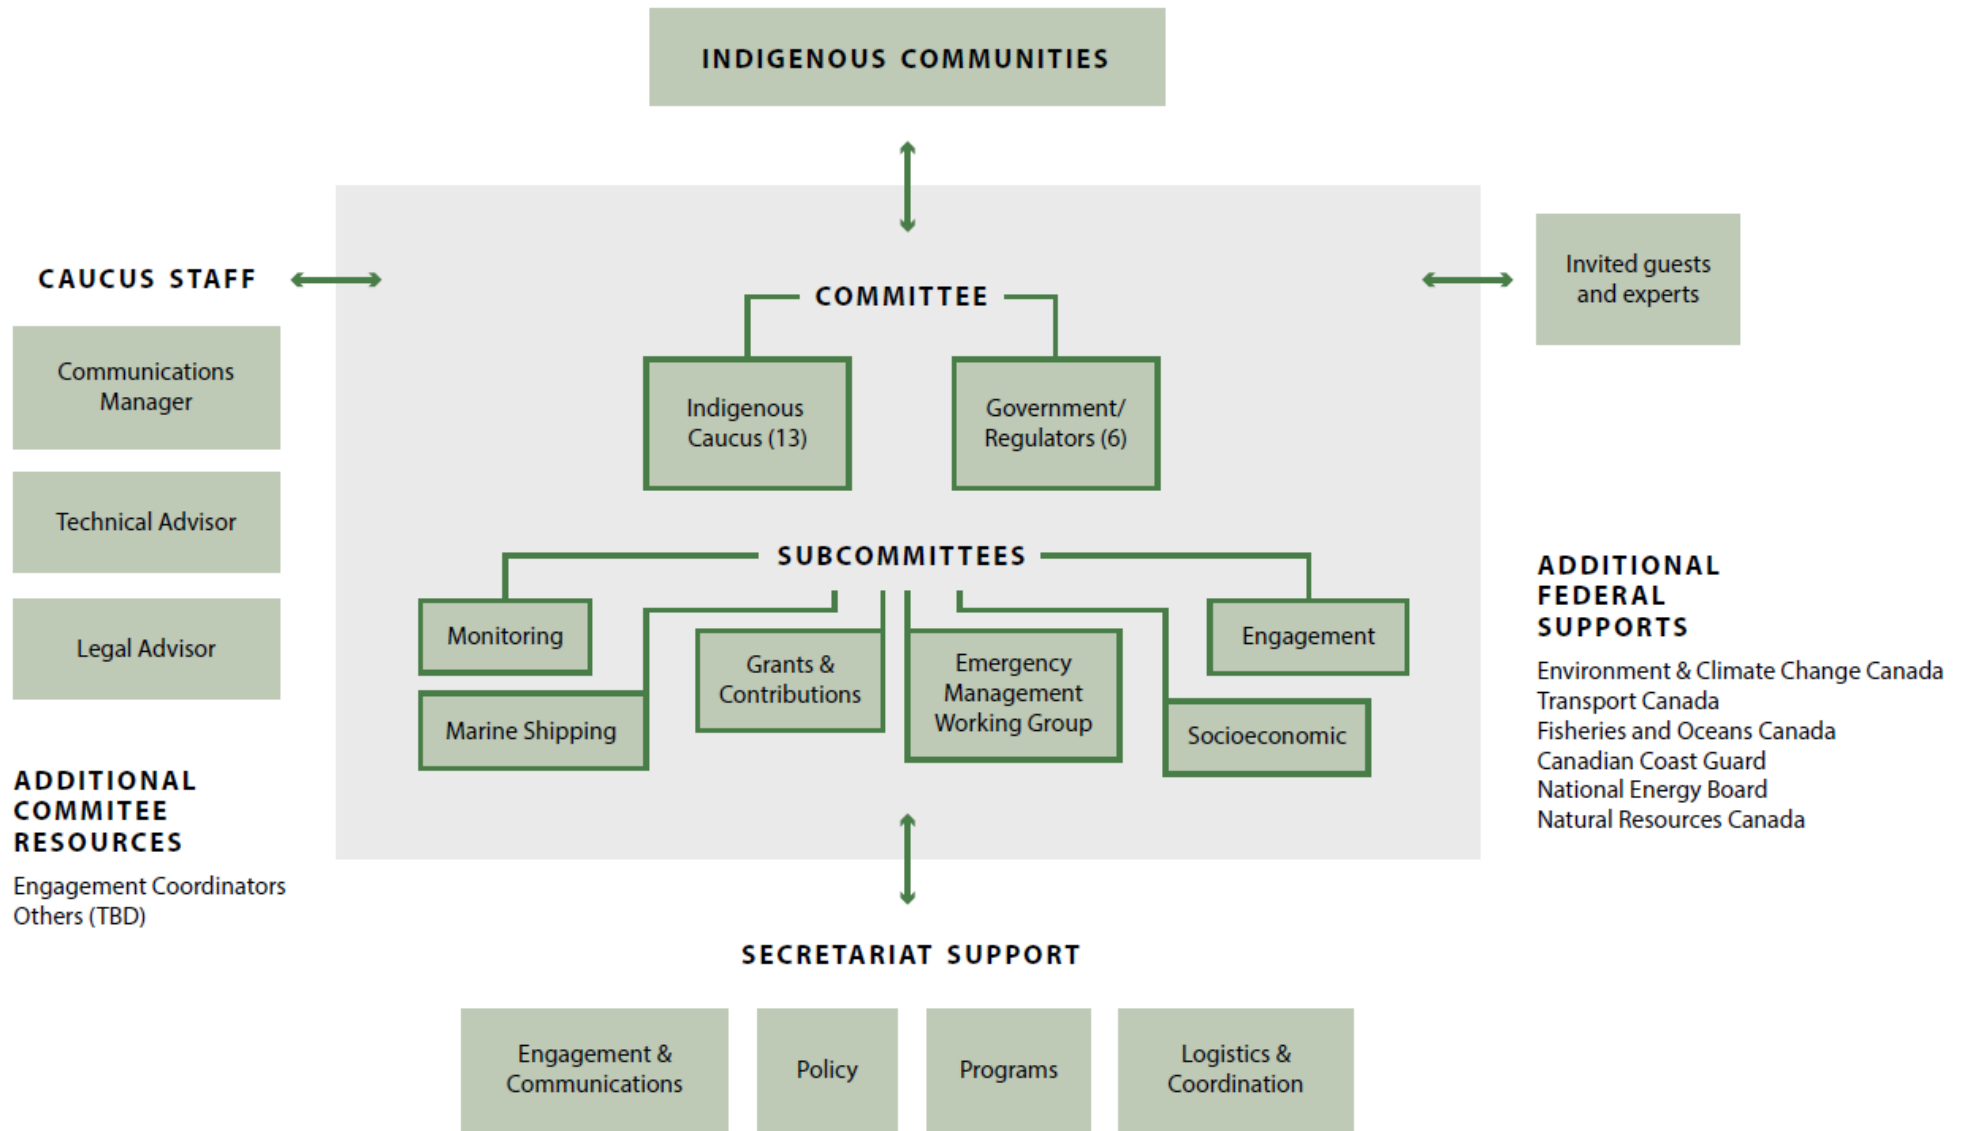 INDIGENOUS COMMUNITIES
CAUCUS STAFF
Communications
Manager
Technical Advisor
Legal Advisor
ADDITIONAL
COMMITEE
RESOURCES
Engagement Coordinators
Others (TBD)
COMMITTEE
Indigenous
Caucus (13)
Government/
Regulators (6)
SUBCOMMITTEES
Monitoring
Marine Shipping
Grants &
Contributions
Emergency
Management
Working Group
Engagement
Socioeconomic
Invited guests
and experts
ADDITIONAL
FEDERAL
SUPPORTS
Environment & Climate Change Canada
Transport Canada
Fisheries and Oceans Canada
Canadian Coast Guard
National Energy Board
Natural Resources Canada
SECRETARIAT SUPPORT
Engagement &
Communications
Policy
Programs
Logistics &
Coordination